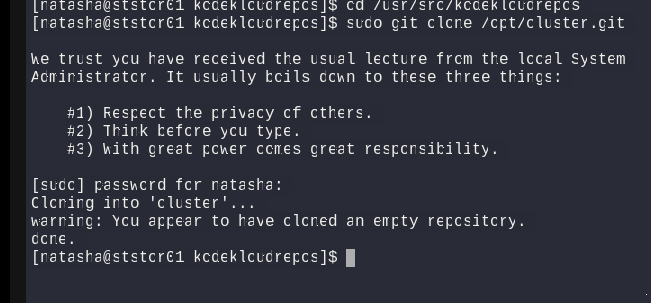 [natasha@ststor01 kodekloudrepos]$ cd /usr/src/kodekloudrepos
[natasha@ststor01 kodekloudrepos]$ sudo git clone /opt/cluster.git
We trust you have received the usual lecture from the local System
Administrator. It usually boils down to these three things:
#1) Respect the privacy of others.
#2) Think before you type.
#3) With great power comes great responsibility.
[sudo] password for natasha:
Cloning into 'cluster'...
warning: You appear to have cloned an empty repository.
done.
[natasha@ststor01 kodekloudrepos]$